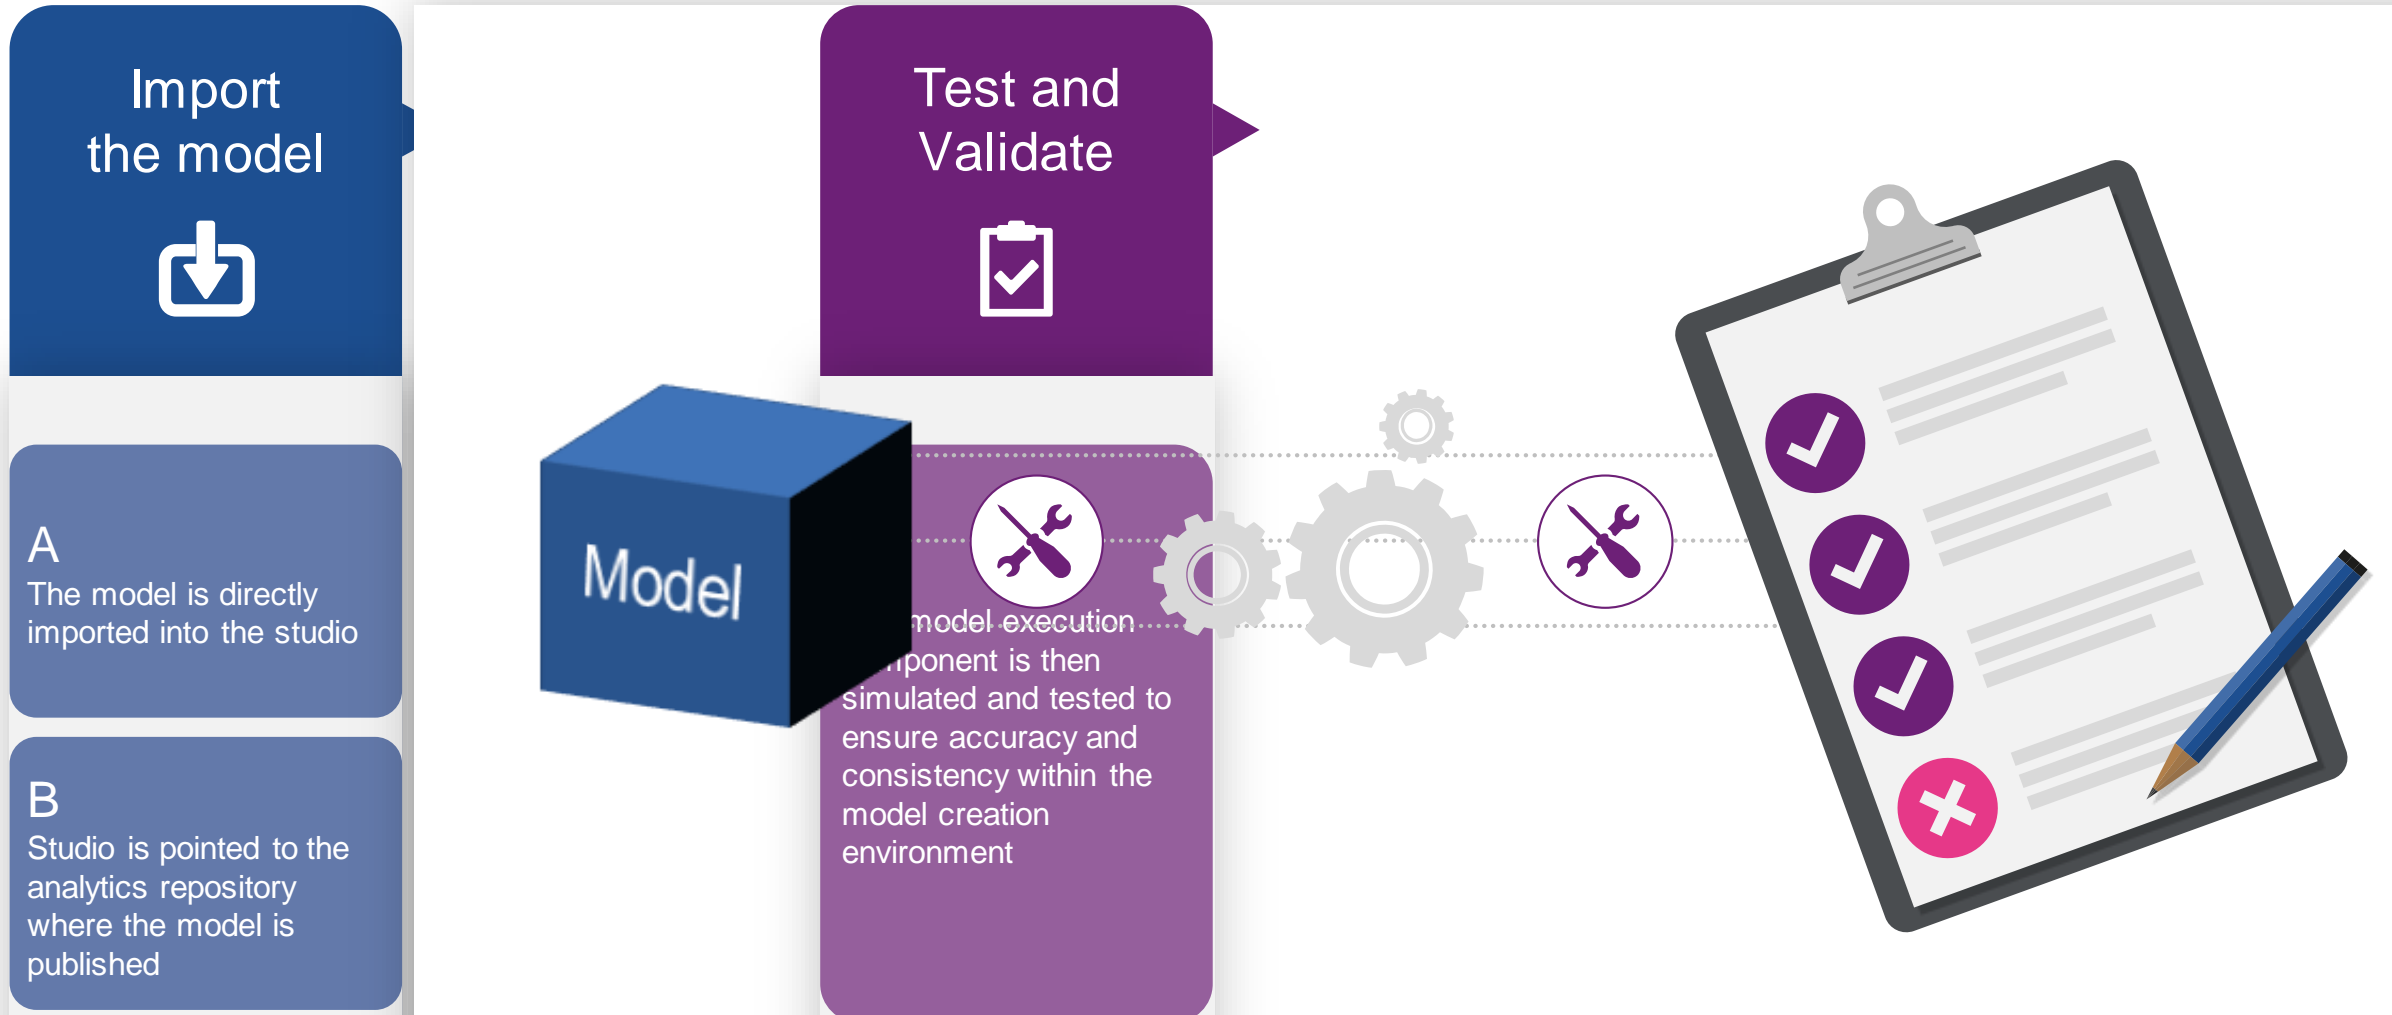 Import
the model
A
The model is directly
imported into the studio
B
Studio is pointed to the
analytics repository
where the model is
published
Model
Test and
Validate
model execution
is then
simulated and tested to
ensure accuracy and
consistency within the
model creation
environment